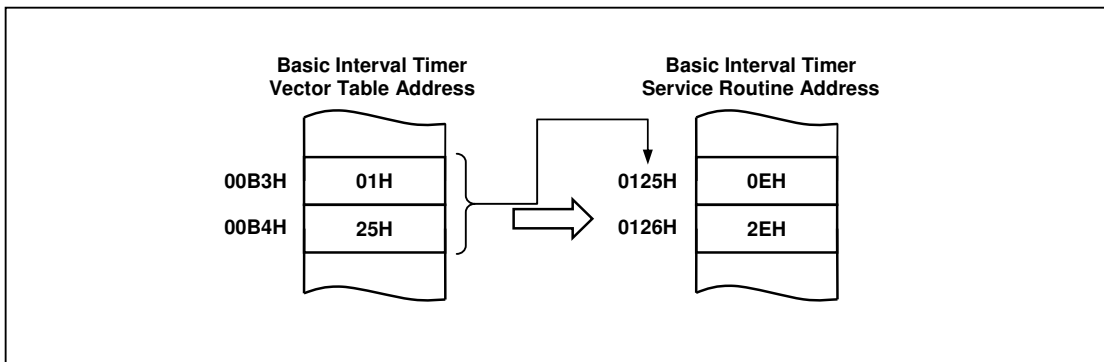 Basic Interval Timer
Vector Table Address
00B3H 01H
00B4H 25H
Basic Interval Timer
Service Routine Address
0125H 0EH
0126H 2EH